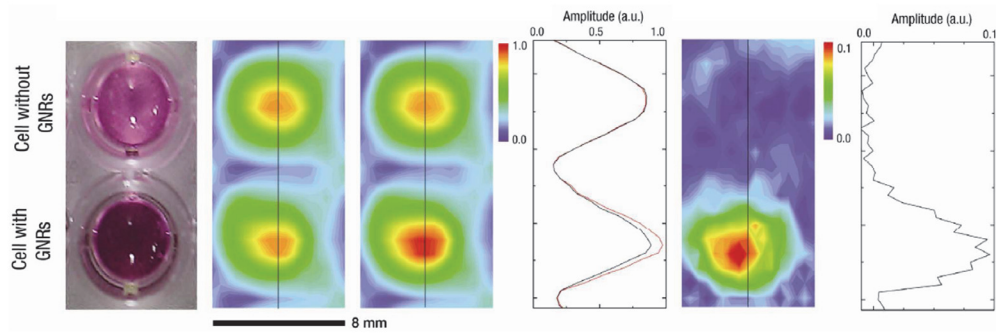 Amplitude (a.u.)
0.0 0.5 1.0
Amplitude (a.u.)
0.0 0.1
1.0
0.0
0.1
0.0
Cell without
GNRs
Cell with
GNRs
8 mm